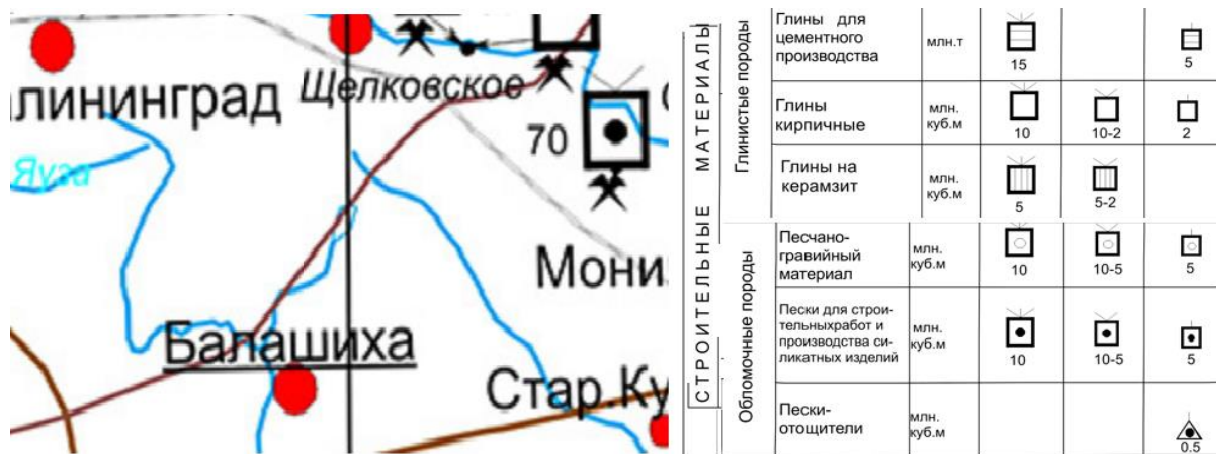 лининград
Щелковское
Яуза
70
Мони
Балашиха
Стар.Ку
СТРОИТЕЛЬНЫЕ МАТЕРИАЛЫ
Глинистые породы
Глины для
цементного
производства
млн.т
15
5
Глины
кирпичные
млн.
куб.м
10
10-2
2
Глины на
керамзит
млн.
куб.м
5
5-2
Обломочные породы
Песчано-
гравийный
материал
млн.
куб.м
10
10-5
5
Пески для строи-
тельныхработ и
производства си-
ликатных изделий
млн.
куб.м
10
10-5
5
Пески-
отощители
млн.
куб.м
0.5